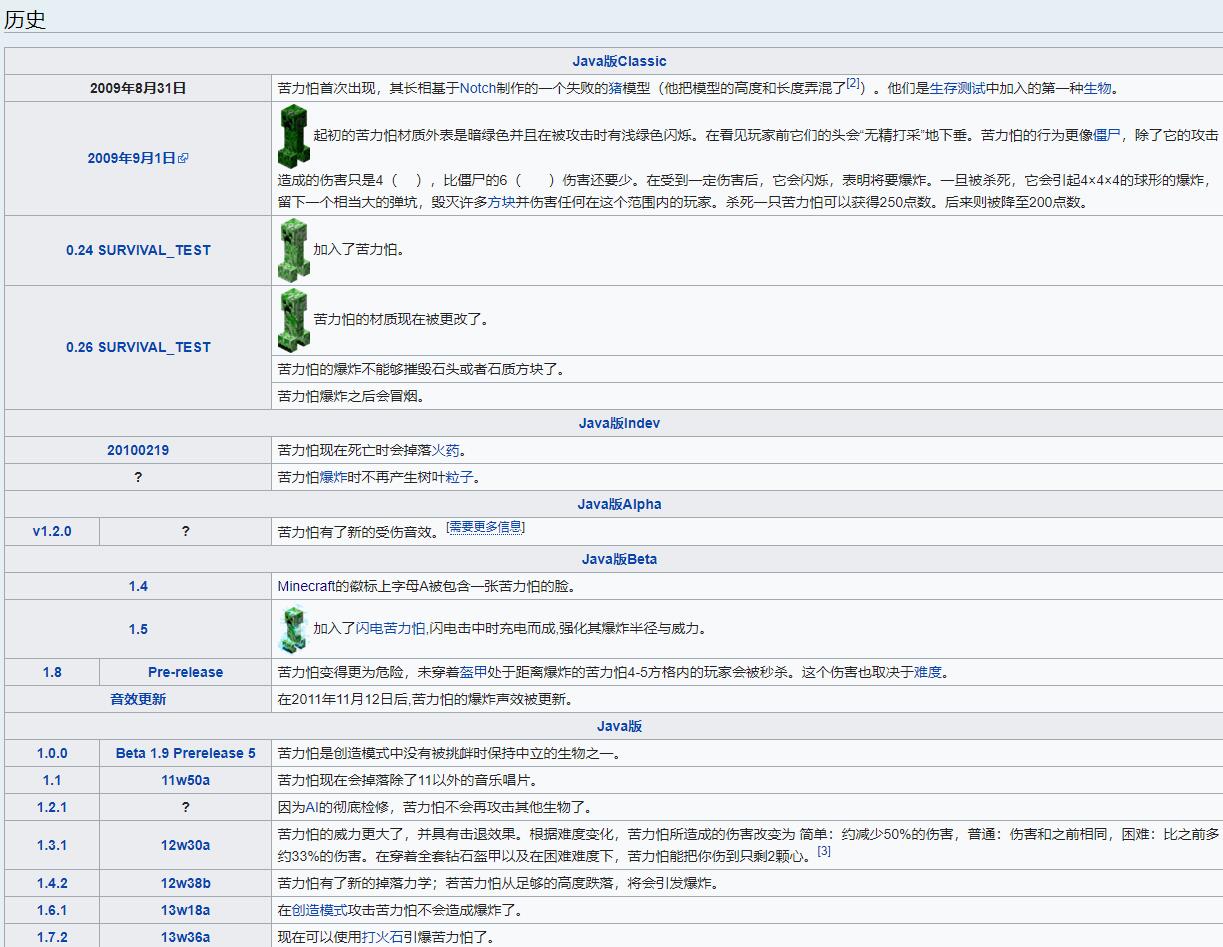 历史
Java版Classic
2009年8月31日
苦力怕首次出现，其长相基于Notch制作的一个失败的猪模型（他把模型的高度和长度弄混了[2]）。他们是生存测试中加入的第一种生物。
2009年9月1日
起初的苦力怕材质外表是暗绿色并且在被攻击时有浅绿色闪烁。在看见玩家前它们的头会“无精打采”地下垂。苦力怕的行为更像僵尸，除了它的攻击
造成的伤害只是4（ ），比僵尸的6（ ）伤害还要少。在受到一定伤害后，它会闪烁，表明将要爆炸。一旦被杀死，它会引起4×4×4的球形的爆炸，
留下一个相当大的弹坑，毁灭许多方块并伤害任何在这个范围内的玩家。杀死一只苦力怕可以获得250点数。后来则被降至200点数。
0.24 SURVIVAL_TEST
加入了苦力怕。
0.26 SURVIVAL_TEST
苦力怕的材质现在被更改了。
苦力怕的爆炸不能够摧毁石头或者石质方块了。
苦力怕爆炸之后会冒烟。
Java版Indev
20100219
苦力怕现在死亡时会掉落火药。
?
苦力怕爆炸时不再产生树叶粒子。
Java版Alpha
v1.2.0
?
苦力怕有了新的受伤音效。[需要更多信息]
Java版Beta
1.4
Minecraft的徽标上字母A被包含一张苦力怕的脸。
1.5
加入了闪电苦力怕,闪电击中时充电而成,强化其爆炸半径与威力。
1.8
Pre-release
苦力怕变得更为危险，未穿着盔甲处于距离爆炸的苦力怕4-5方格内的玩家会被秒杀。这个伤害也取决于难度。
音效更新
在2011年11月12日后,苦力怕的爆炸声效被更新。
Java版
1.0.0
Beta 1.9 Prerelease 5
苦力怕是创造模式中没有被挑衅时保持中立的生物之一。
1.1
11w50a
苦力怕现在会掉落除了11以外的音乐唱片。
1.2.1
?
因为AI的彻底检修，苦力怕不会再攻击其他生物了。
1.3.1
12w30a
苦力怕的威力更大了，并具有击退效果。根据难度变化，苦力怕所造成的伤害改变为 简单：约减少50%的伤害，普通：伤害和之前相同，困难：比之前多
约33%的伤害。在穿着全套钻石盔甲以及在困难难度下，苦力怕能把你伤到只剩2颗心。[3]
1.4.2
12w38b
苦力怕有了新的掉落力学；若苦力怕从足够的高度跌落，将会引发爆炸。
1.6.1
13w18a
在创造模式攻击苦力怕不会造成爆炸了。
1.7.2
13w36a
现在可以使用打火石引爆苦力怕了。